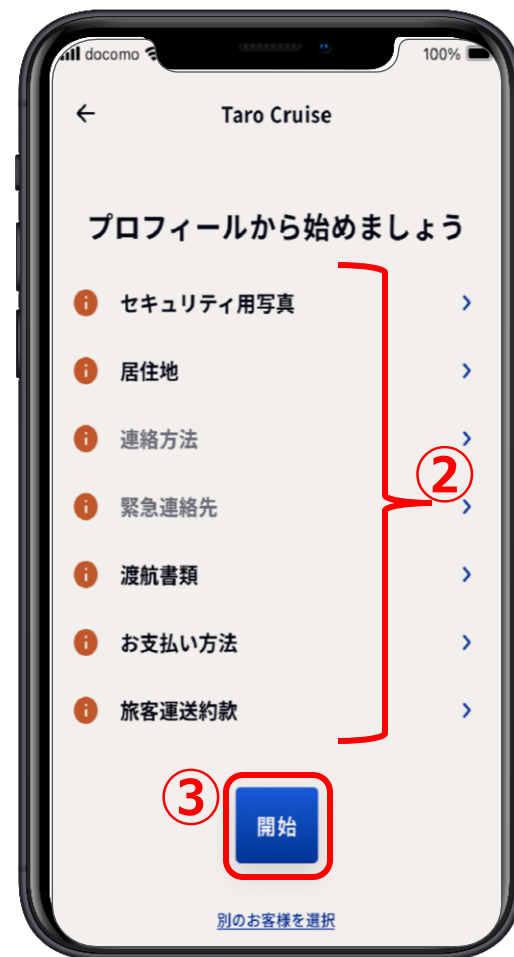 docomo 100%
Taro Cruise
プロフィールから始めましょう
セキュリティ用写真
居住地
連絡方法
②
緊急連絡先
渡航書類
お支払い方法
旅客運送約款
③
開始
別のお客様を選択